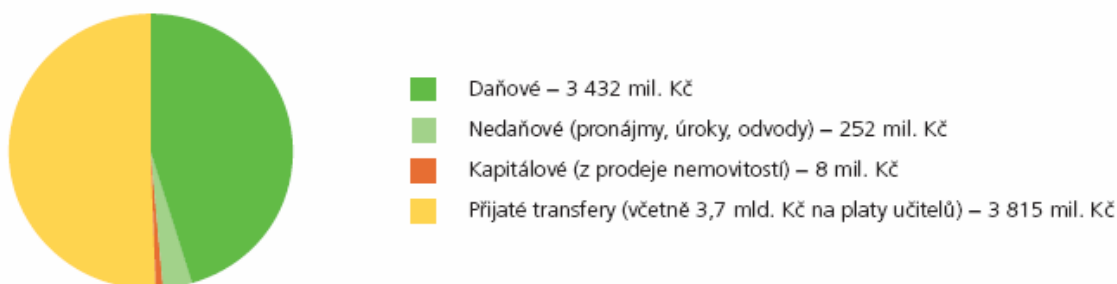 Daňové – 3 432 mil. Kč
Nedaňové (pronájmy, úroky, odvody) – 252 mil. Kč
Kapitálové (z prodeje nemovitostí) – 8 mil. Kč
Přijaté transfery (včetně 3,7 mld. Kč na platy učitelů) – 3 815 mil. Kč